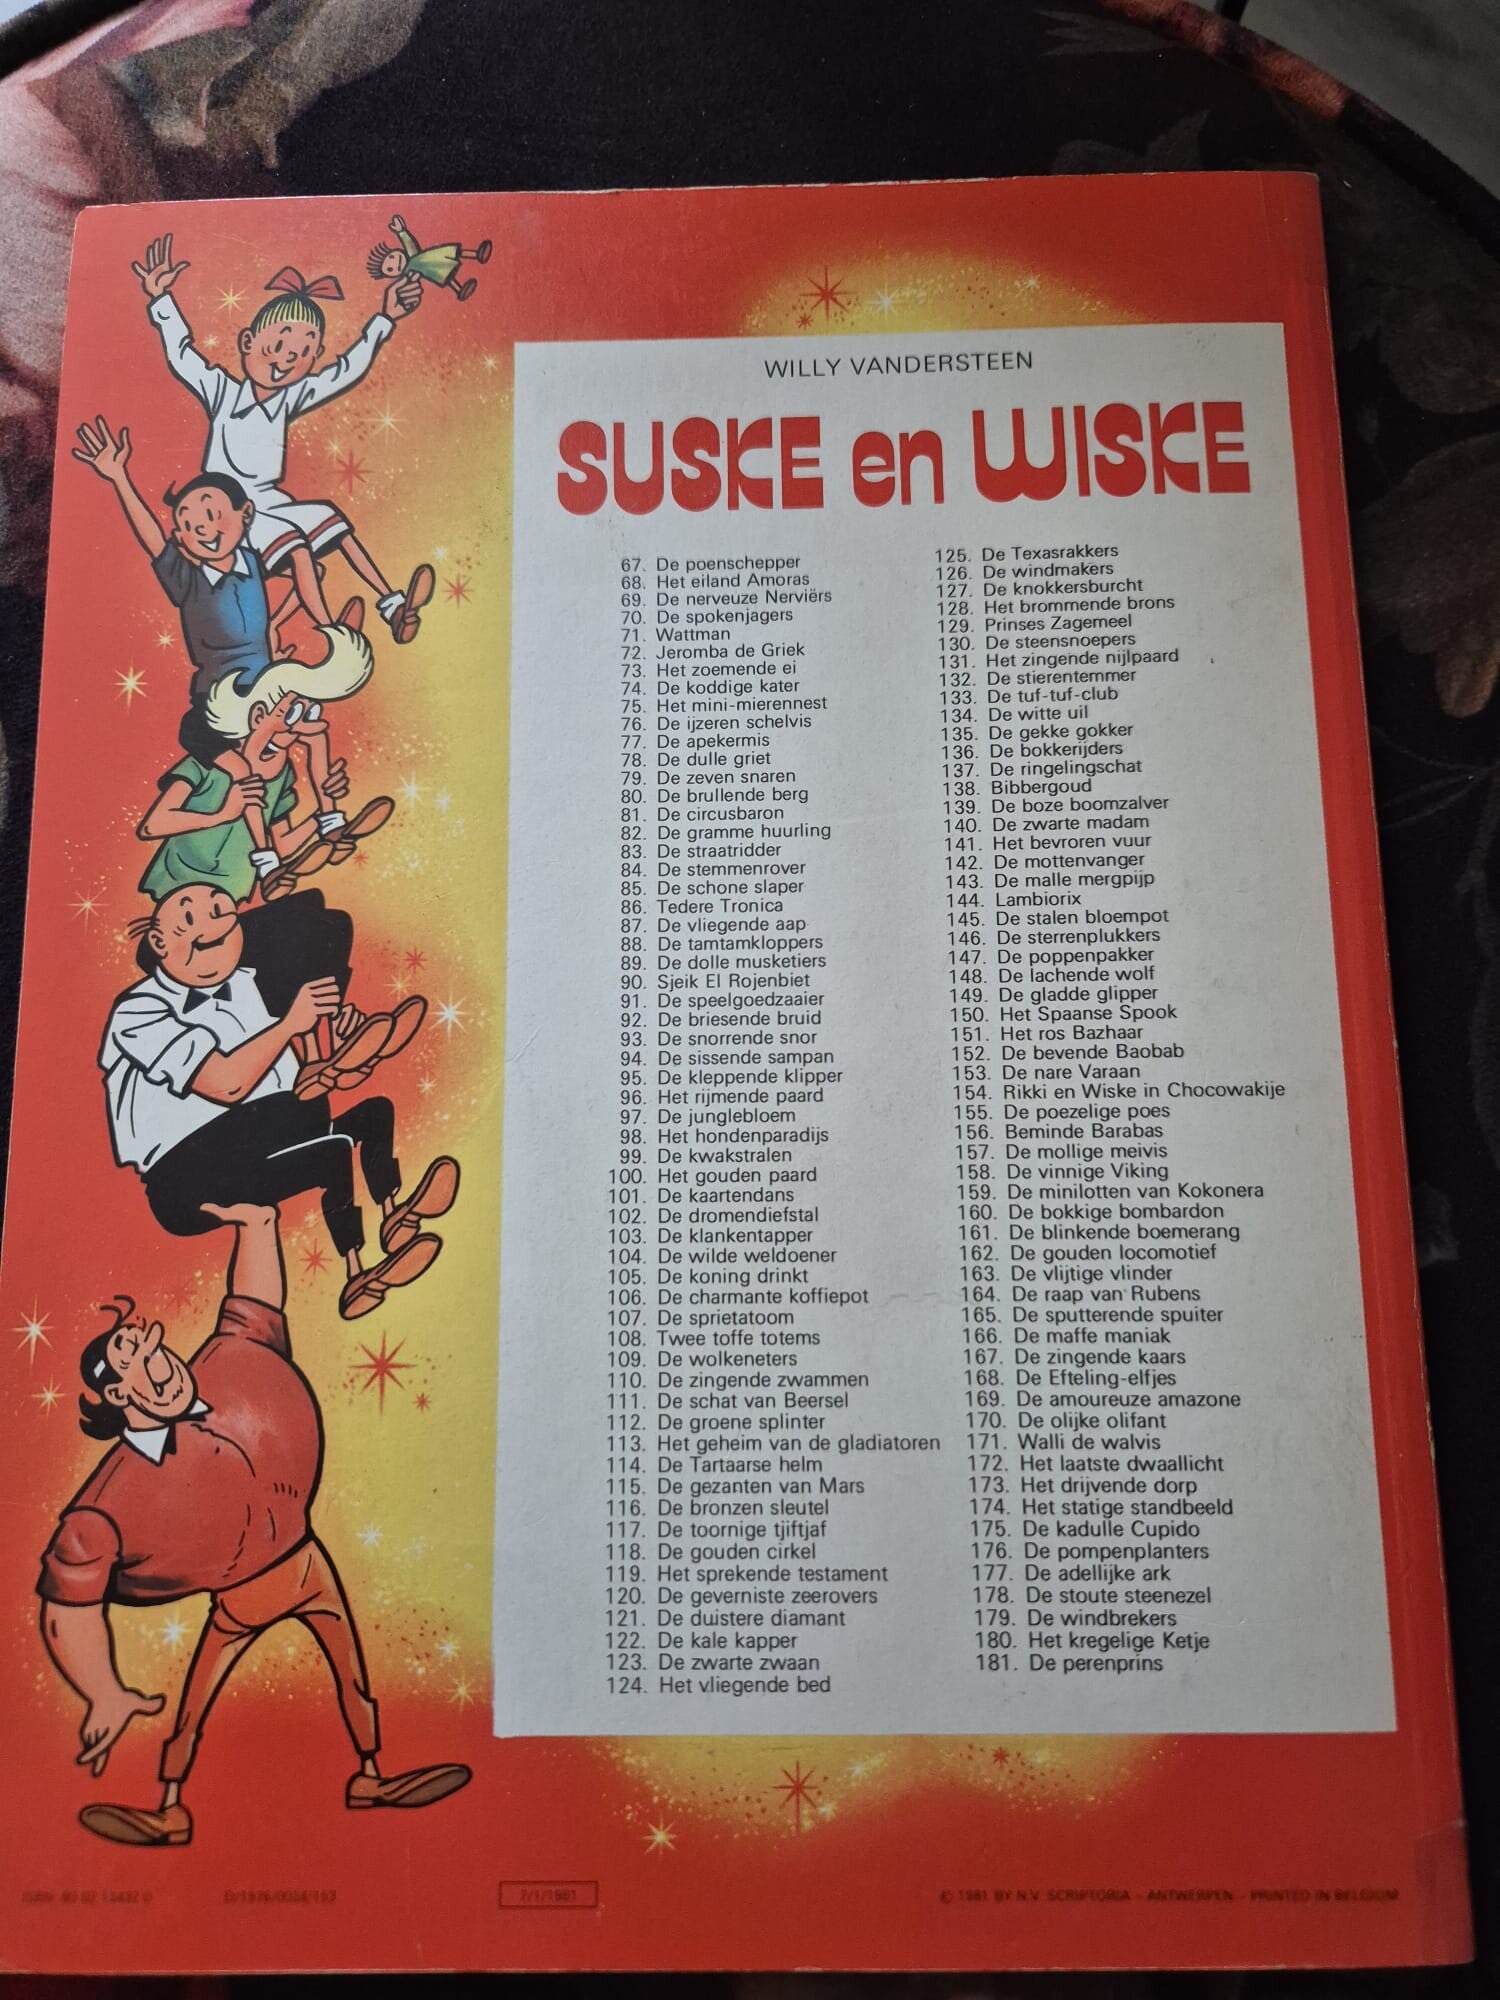 WILLY VANDERSTEEN
SUSKE en WISKE
67. De poenschepper
68. Het eiland Amoras
69. De nerveuze Nerviërs
70. De spokenjagers
71. Wattman
72. Jeromba de Griek
73. Het zoemende ei
74. De koddige kater
75. Het mini-mierennest
76. De ijzeren schelvis
77. De apekermis
78. De dulle griet
79. De zeven snaren
80. De brullende berg
81. De circusbaron
82. De gramme huurling
83. De straatridder
84. De stemmenrover
85. De schone slaper
86. Tedere Tronica
87. De vliegende aap
88. De tamtamkloppers
89. De dolle musketiers
90. Sjeik El Rojenbiet
91. De speelgoedzaaier
92. De briesende bruid
93. De snorrende snor
94. De sissende sampan
95. De kleppende klipper
96. Het rijmende paard
97. De junglebloem
98. Het hondenparadijs
99. De kwakstralen
100. Het gouden paard
101. De kaartendans
102. De dromendiefstal
103. De klankentapper
104. De wilde weldoener
105. De koning drinkt
106. De charmante koffiepot
107. De sprietatoom
108. Twee toffe totems
109. De wolkeneters
110. De zingende zwammen
111. De schat van Beersel
112. De groene splinter
113. Het geheim van de gladiatoren
114. De Tartaarse helm
115. De gezanten van Mars
116. De bronzen sleutel
117. De toornige tjiftjaf
118. De gouden cirkel
119. Het sprekende testament
120. De geverniste zeerovers
121. De duistere diamant
122. De kale kapper
123. De zwarte zwaan
124. Het vliegende bed
125. De Texasrakkers
126. De windmakers
127. De knokkersburcht
128. Het brommende brons
129. Prinses Zagemeel
130. De steensnoepers
131. Het zingende nijlpaard
132. De stierentemmer
133. De tuf-tuf-club
134. De witte uil
135. De gekke gokker
136. De bokkerijders
137. De ringelingschat
138. Bibbergoud
139. De boze boomzalver
140. De zwarte madam
141. Het bevroren vuur
142. De mottenvanger
143. De malle mergpijp
144. Lambiorix
145. De stalen bloempot
146. De sterrenplukkers
147. De poppenpakker
148. De lachende wolf
149. De gladde glipper
150. Het Spaanse Spook
151. Het ros Bazhaar
152. De bevende Baobab
153. De nare Varaan
154. Rikki en Wiske in Chocowakije
155. De poezelige poes
156. Beminde Barabas
157. De mollige meivis
158. De vinnige Viking
159. De minilotten van Kokonera
160. De bokkige bombardon
161. De blinkende boemerang
162. De gouden locomotief
163. De vlijtige vlinder
164. De raap van Rubens
165. De sputterende spuiter
166. De maffe maniak
167. De zingende kaars
168. De Efteling-elfjes
169. De amoureuze amazone
170. De olijke olifant
171. Walli de walvis
172. Het laatste dwaallicht
173. Het drijvende dorp
174. Het statige standbeeld
175. De kadulle Cupido
176. De pompenplanters
177. De adellijke ark
178. De stoute steenezel
179. De windbrekers
180. Het kregelige Ketje
181. De perenprins
7/1/1981
© 1981 BY N.V. SCRIPTORIA - ANTWERPEN - PRINTED IN BELGIUM